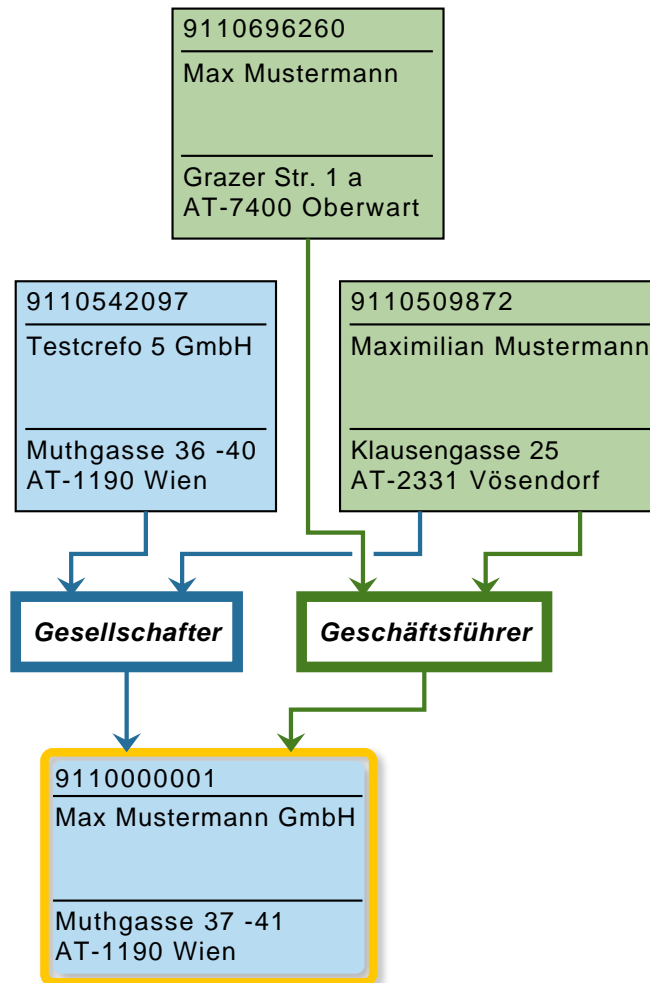 9110696260
Max Mustermann
Grazer Str. 1 a
AT-7400 Oberwart
9110542097
Testcrefo 5 GmbH
Muthgasse 36 -40
AT-1190 Wien
9110509872
Maximilian Mustermann
Klausengasse 25
AT-2331 Vösendorf
Gesellschafter
Geschäftsführer
9110000001
Max Mustermann GmbH
Muthgasse 37 -41
AT-1190 Wien